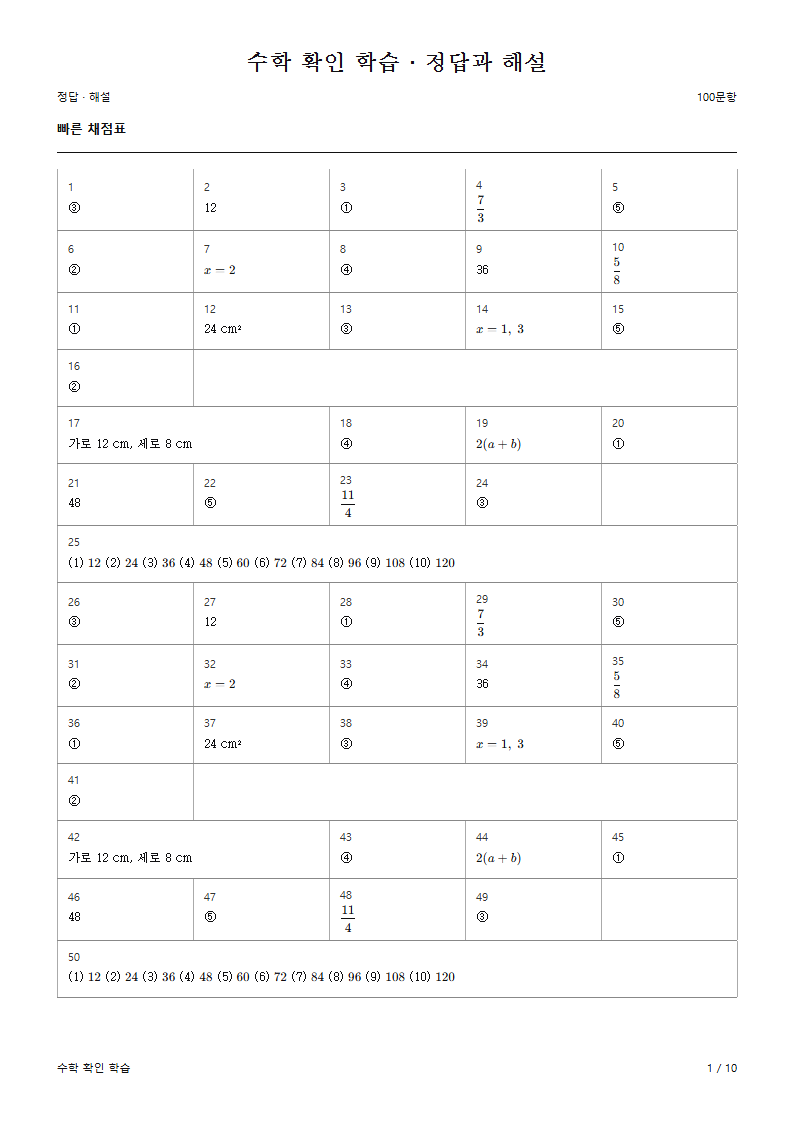 수학 확인 학습 · 정답과 해설
정답 · 해설 100문항
빠른 채점표
1 2 3 4 5
③ 12 ① 7/3 ⑤
6 7 8 9 10
② x = 2 ④ 36 5/8
11 12 13 14 15
① 24 cm² ③ x = 1, 3 ⑤
16
②
17 18 19 20
가로 12 cm, 세로 8 cm ④ 2(a + b) ①
21 22 23 24
48 ⑤ 11/4 ③
25
(1) 12 (2) 24 (3) 36 (4) 48 (5) 60 (6) 72 (7) 84 (8) 96 (9) 108 (10) 120
26 27 28 29 30
③ 12 ① 7/3 ⑤
31 32 33 34 35
② x = 2 ④ 36 5/8
36 37 38 39 40
① 24 cm² ③ x = 1, 3 ⑤
41
②
42 43 44 45
가로 12 cm, 세로 8 cm ④ 2(a + b) ①
46 47 48 49
48 ⑤ 11/4 ③
50
(1) 12 (2) 24 (3) 36 (4) 48 (5) 60 (6) 72 (7) 84 (8) 96 (9) 108 (10) 120
수학 확인 학습 1 / 10